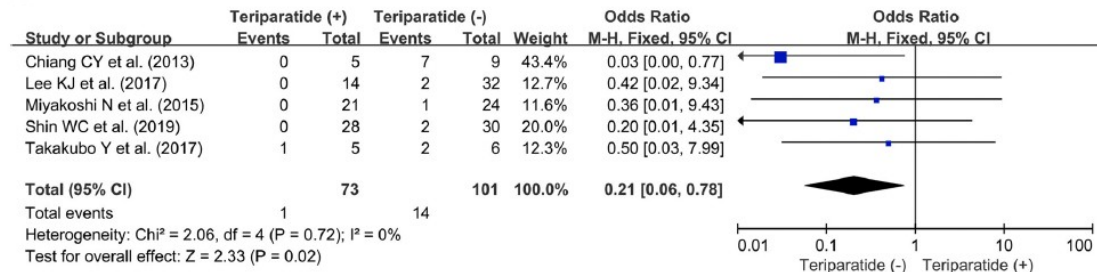 Teriparatide (+) Teriparatide (-) Odds Ratio Odds Ratio
Study or Subgroup Events Total Events Total Weight M-H, Fixed, 95% CI M-H, Fixed, 95% CI
Chiang CY et al. (2013) 0 5 7 9 43.4% 0.03 [0.00, 0.77]
Lee KJ et al. (2017) 0 14 2 32 12.7% 0.42 [0.02, 9.34]
Miyakoshi N et al. (2015) 0 21 1 24 11.6% 0.36 [0.01, 9.43]
Shin WC et al. (2019) 0 28 2 30 20.0% 0.20 [0.01, 4.35]
Takakubo Y et al. (2017) 1 5 2 6 12.3% 0.50 [0.03, 7.99]
Total (95% CI) 73 101 100.0% 0.21 [0.06, 0.78]
Total events 1 14
Heterogeneity: Chi² = 2.06, df = 4 (P = 0.72); I² = 0%
Test for overall effect: Z = 2.33 (P = 0.02)
0.01 0.1 1 10 100
Teriparatide (-) Teriparatide (+)